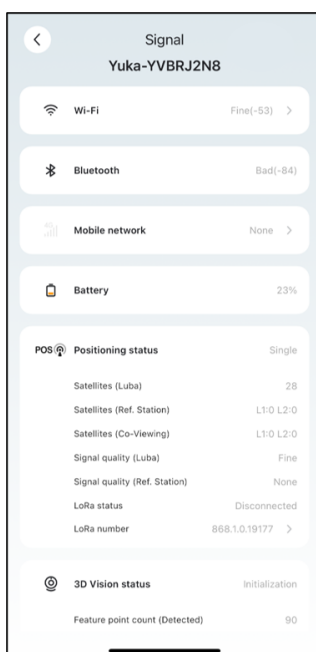 Signal
Yuka-YVBRJ2N8
Wi-Fi Fine(-53)
Bluetooth Bad(-84)
4G
Mobile network None
Battery 23%
POS Positioning status Single
Satellites (Luba) 28
Satellites (Ref. Station) L1:0 L2:0
Satellites (Co-Viewing) L1:0 L2:0
Signal quality (Luba) Fine
Signal quality (Ref. Station) None
LoRa status Disconnected
LoRa number 868.1.0.19177
3D Vision status Initialization
Feature point count (Detected) 90